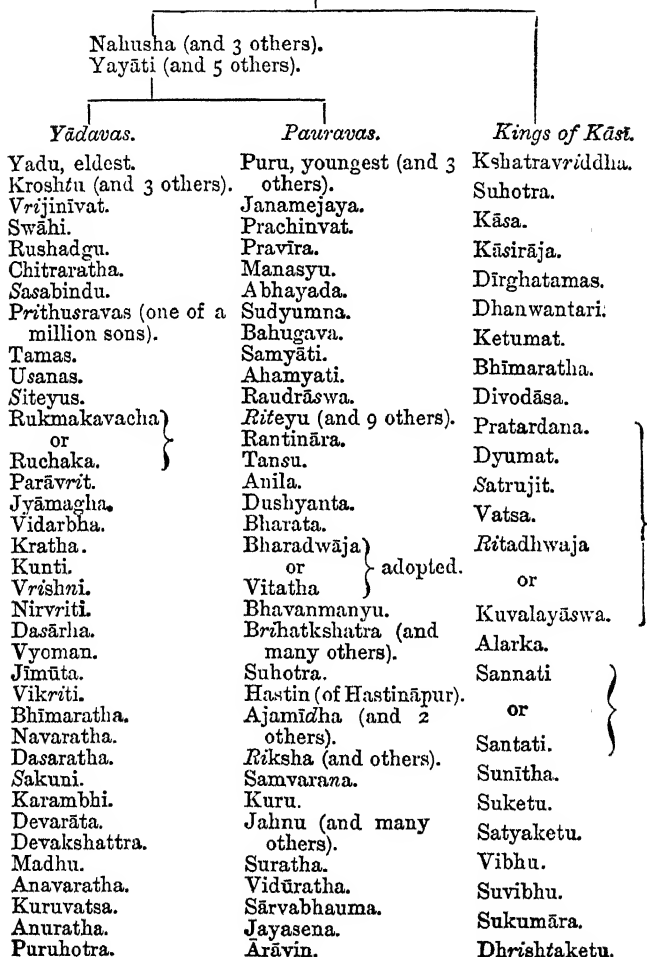 Nahusha (and 3 others).
Yayāti (and 5 others).
Yādavas.
Yadu, eldest.
Kroshtu (and 3 others).
Vrijinīvat.
Swāhi.
Rushadgu.
Chitraratha.
Sasabindu.
Prithusravas (one of a
million sons).
Tamas.
Usanas.
Siteyus.
Rukmakavacha
or
Ruchaka.
Parāvrit.
Jyāmagha.
Vidarbha.
Kratha.
Kunti.
Vrishni.
Nirvriti.
Dasārha.
Vyoman.
Jīmūta.
Vikriti.
Bhīmaratha.
Navaratha.
Dasaratha.
Sakuni.
Karambhi.
Devarāta.
Devakshattra.
Madhu.
Anavaratha.
Kuruvatsa.
Anuratha.
Puruhotra.
Pauravas.
Puru, youngest (and 3
others).
Janamejaya.
Prachinvat.
Pravīra.
Manasyu.
Abhayada.
Sudyumna.
Bahugava.
Samyāti.
Ahamyati.
Raudrāswa.
Riteyu (and 9 others).
Rantināra.
Tansu.
Anila.
Dushyanta.
Bharata.
Bharadwāja
or adopted.
Vitatha
Bhavanmanyu.
Brihatkshatra (and
many others).
Suhotra.
Hastin (of Hastināpur).
Ajamīdha (and 2
others).
Riksha (and others).
Samvarana.
Kuru.
Jahnu (and many
others).
Suratha.
Vidūratha.
Sārvabhauma.
Jayasena.
Ārāvin.
Kings of Kāsī.
Kshatravriddha.
Suhotra.
Kāsa.
Kāsirāja.
Dīrghatamas.
Dhanwantari.
Ketumat.
Bhīmaratha.
Divodāsa.
Pratardana.
Dyumat.
Satrujit.
Vatsa.
Ritadhwaja
or
Kuvalayāswa.
Alarka.
Sannati
or
Santati.
Sunītha.
Suketu.
Satyaketu.
Vibhu.
Suvibhu.
Sukumāra.
Dhrishtaketu.